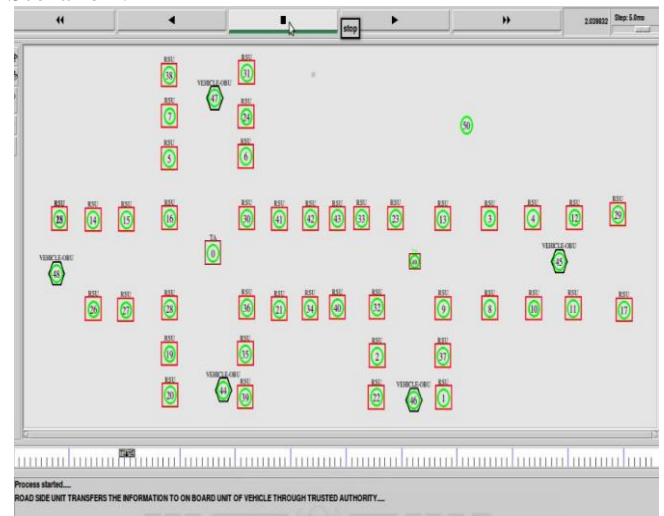 2.039832 Step: 5.0ms
stop
RSU RSU
38 VEHICLE-OBU 31
47
RSU RSU
7 24
50
RSU RSU
5 6
RSU RSU RSU RSU RSU RSU RSU RSU RSU RSU RSU RSU RSU RSU
14 15 16 30 41 42 43 33 23 13 3 4 12 29
TA
0
VEHICLE-OBU VEHICLE-OBU
48 45
RSU RSU RSU RSU RSU RSU RSU RSU RSU RSU RSU RSU RSU
26 27 28 36 21 34 40 32 9 8 10 11 17
RSU RSU RSU RSU
19 35 2 37
RSU VEHICLE-OBU RSU RSU VEHICLE-OBU RSU
20 44 39 22 46 1
Process started....
ROAD SIDE UNIT TRANSFERS THE INFORMATION TO ON BOARD UNIT OF VEHICLE THROUGH TRUSTED AUTHORITY....